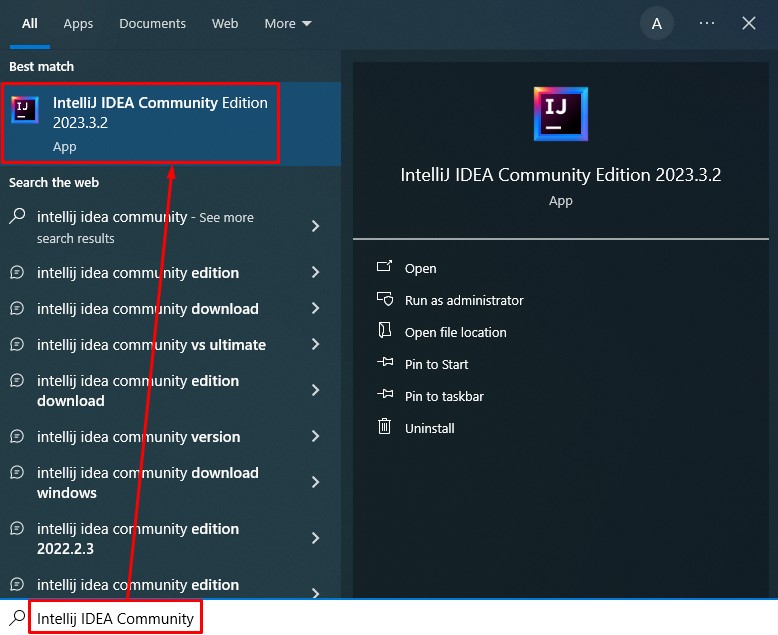 All Apps Documents Web More A ...
Best match
IntelliJ IDEA Community Edition
2023.3.2
App
Search the web
intellij idea community - See more
search results
intellij idea community edition
intellij idea community download
intellij idea community vs ultimate
intellij idea community edition
download
intellij idea community version
intellij idea community download
windows
intellij idea community edition
2022.2.3
intellij idea community edition
Intellij IDEA Community
IJ
IntelliJ IDEA Community Edition 2023.3.2
App
Open
Run as administrator
Open file location
Pin to Start
Pin to taskbar
Uninstall